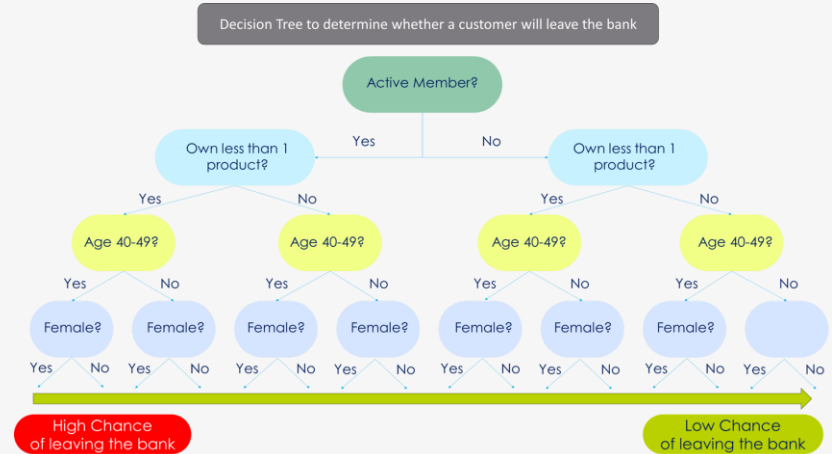 Decision Tree to determine whether a customer will leave the bank
Active Member?
Yes
No
Own less than 1
product?
Own less than 1
product?
Yes
No
Yes
No
Age 40-49?
Age 40-49?
Age 40-49?
Age 40-49?
Yes
No
Yes
No
Yes
No
Yes
No
Female?
Female?
Female?
Female?
Female?
Female?
Female?
Yes
No
Yes
No
Yes
No
Yes
No
Yes
No
Yes
No
Yes
No
Yes
No
High Chance
of leaving the bank
Low Chance
of leaving the bank